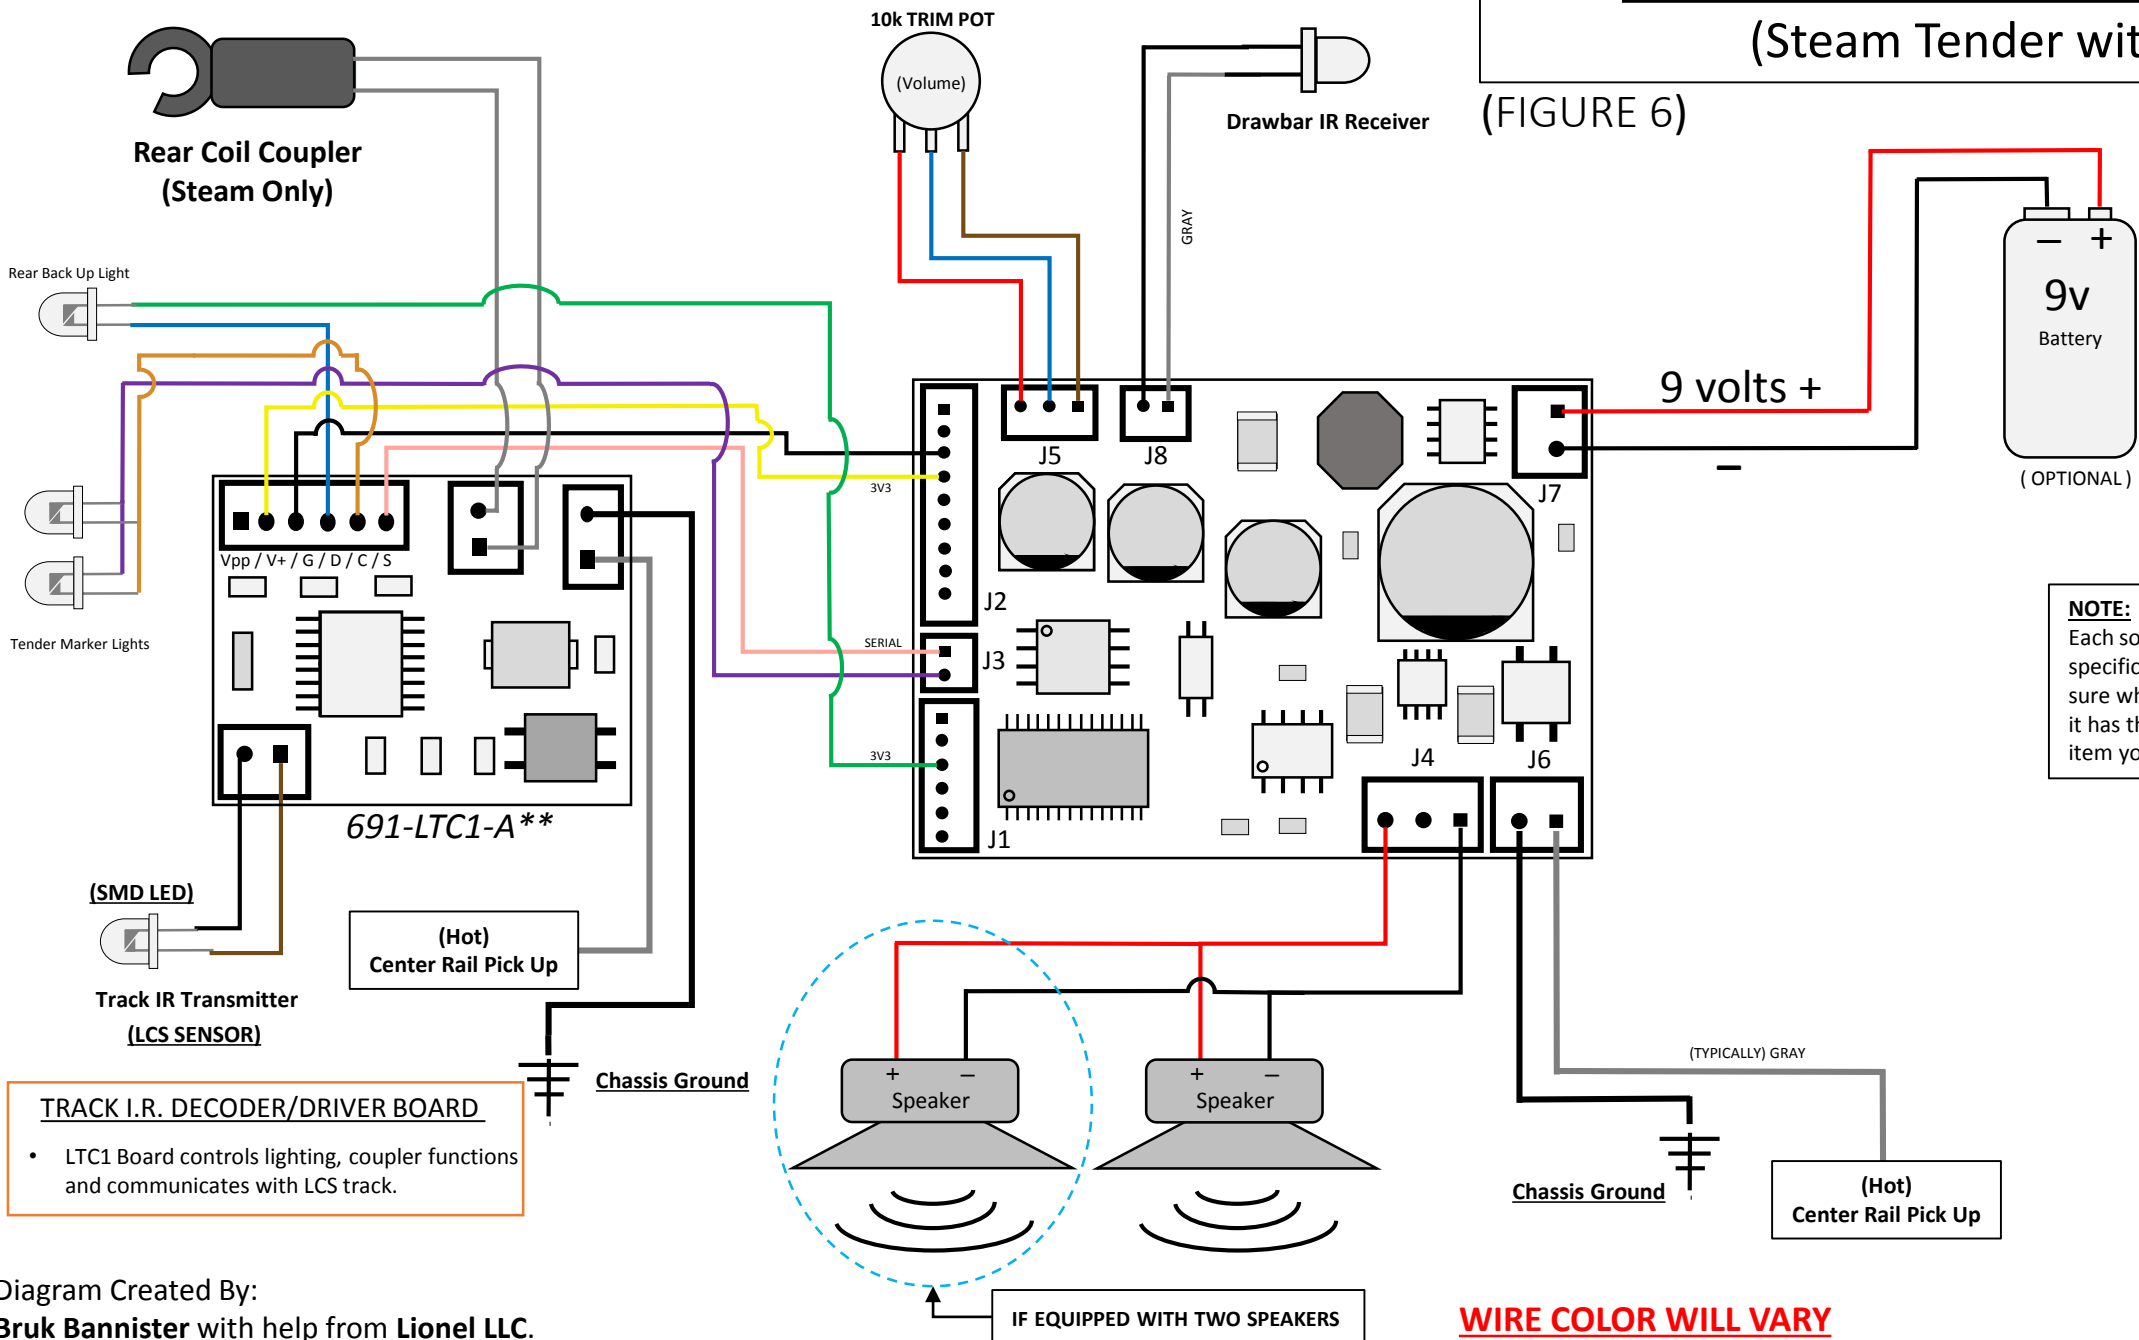 10k TRIM POT
(Volume)
(Steam Tender wit
(FIGURE 6)
Drawbar IR Receiver
Rear Coil Coupler
(Steam Only)
GRAY
Rear Back Up Light
9v
Battery
( OPTIONAL )
9 volts +
J5
J8
J7
3V3
Vpp / V+ / G / D / C / S
J2
SERIAL
J3
Tender Marker Lights
3V3
J4
J6
J1
691-LTC1-A**
NOTE:
Each so
specific
sure wh
it has th
item yo
(SMD LED)
(Hot)
Center Rail Pick Up
Track IR Transmitter
(LCS SENSOR)
Chassis Ground
+ –
Speaker
+ –
Speaker
(TYPICALLY) GRAY
Chassis Ground
(Hot)
Center Rail Pick Up
TRACK I.R. DECODER/DRIVER BOARD
• LTC1 Board controls lighting, coupler functions
and communicates with LCS track.
Diagram Created By:
Bruk Bannister with help from Lionel LLC.
IF EQUIPPED WITH TWO SPEAKERS
WIRE COLOR WILL VARY